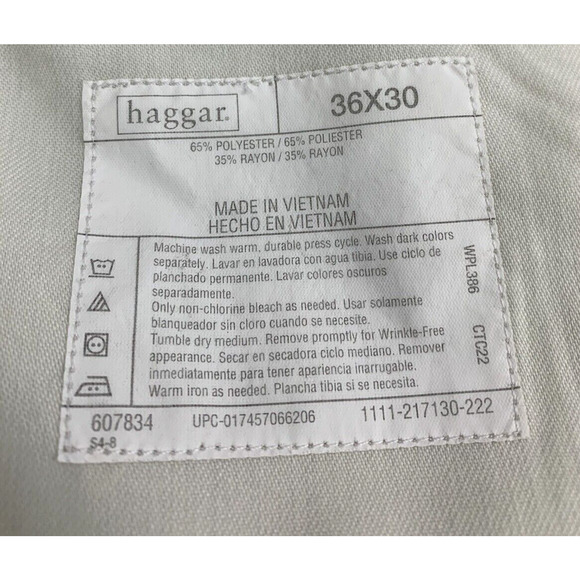 haggar. 36X30
65% POLYESTER / 65% POLIESTER
35% RAYON / 35% RAYON
MADE IN VIETNAM
HECHO EN VIETNAM
Machine wash warm, durable press cycle. Wash dark colors
separately. Lavar en lavadora con agua tibia. Use ciclo de
planchado permanente. Lavar colores oscuros
separadamente.
Only non-chlorine bleach as needed. Usar solamente
blanqueador sin cloro cuando se necesite.
Tumble dry medium. Remove promptly for Wrinkle-Free
appearance. Secar en secadora ciclo mediano. Remover
inmediatamente para tener apariencia inarrugable.
Warm iron as needed. Plancha tibia si se necesita.
WPL386 CTC22
607834 UPC-017457066206 1111-217130-222
S4-8